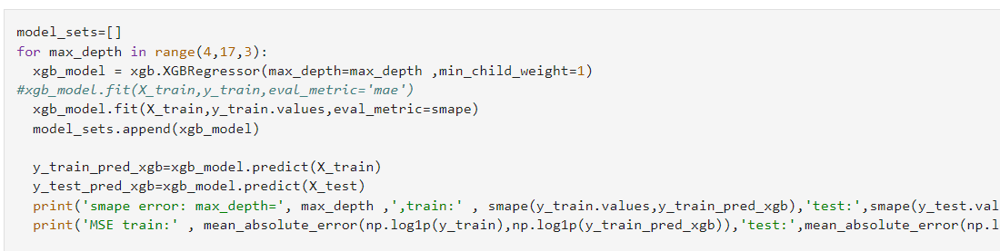 model_sets=[]
for max_depth in range(4,17,3):
  xgb_model = xgb.XGBRegressor(max_depth=max_depth ,min_child_weight=1)
#xgb_model.fit(X_train,y_train,eval_metric='mae')
  xgb_model.fit(X_train,y_train.values,eval_metric=smape)
  model_sets.append(xgb_model)
  y_train_pred_xgb=xgb_model.predict(X_train)
  y_test_pred_xgb=xgb_model.predict(X_test)
  print('smape error: max_depth=', max_depth ,',train:' , smape(y_train.values,y_train_pred_xgb),'test:',smape(y_test.val
  print('MSE train:' , mean_absolute_error(np.log1p(y_train),np.log1p(y_train_pred_xgb)),'test:',mean_absolute_error(np.l